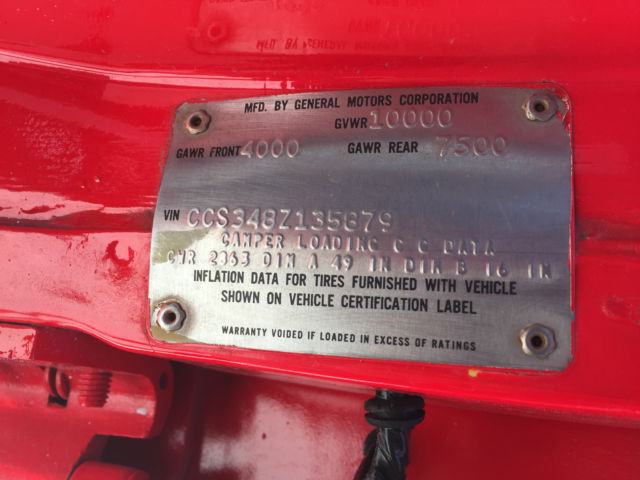 MFD. BY GENERAL MOTORS CORPORATION
GVWR 10000
GAWR FRONT 4000 GAWR REAR 7500
VIN CCS348Z135879
CAMPER LOADING C C DATA
CWR 2363 DIM A 49 IN DIM B 16 IN
INFLATION DATA FOR TIRES FURNISHED WITH VEHICLE
SHOWN ON VEHICLE CERTIFICATION LABEL
WARRANTY VOIDED IF LOADED IN EXCESS OF RATINGS